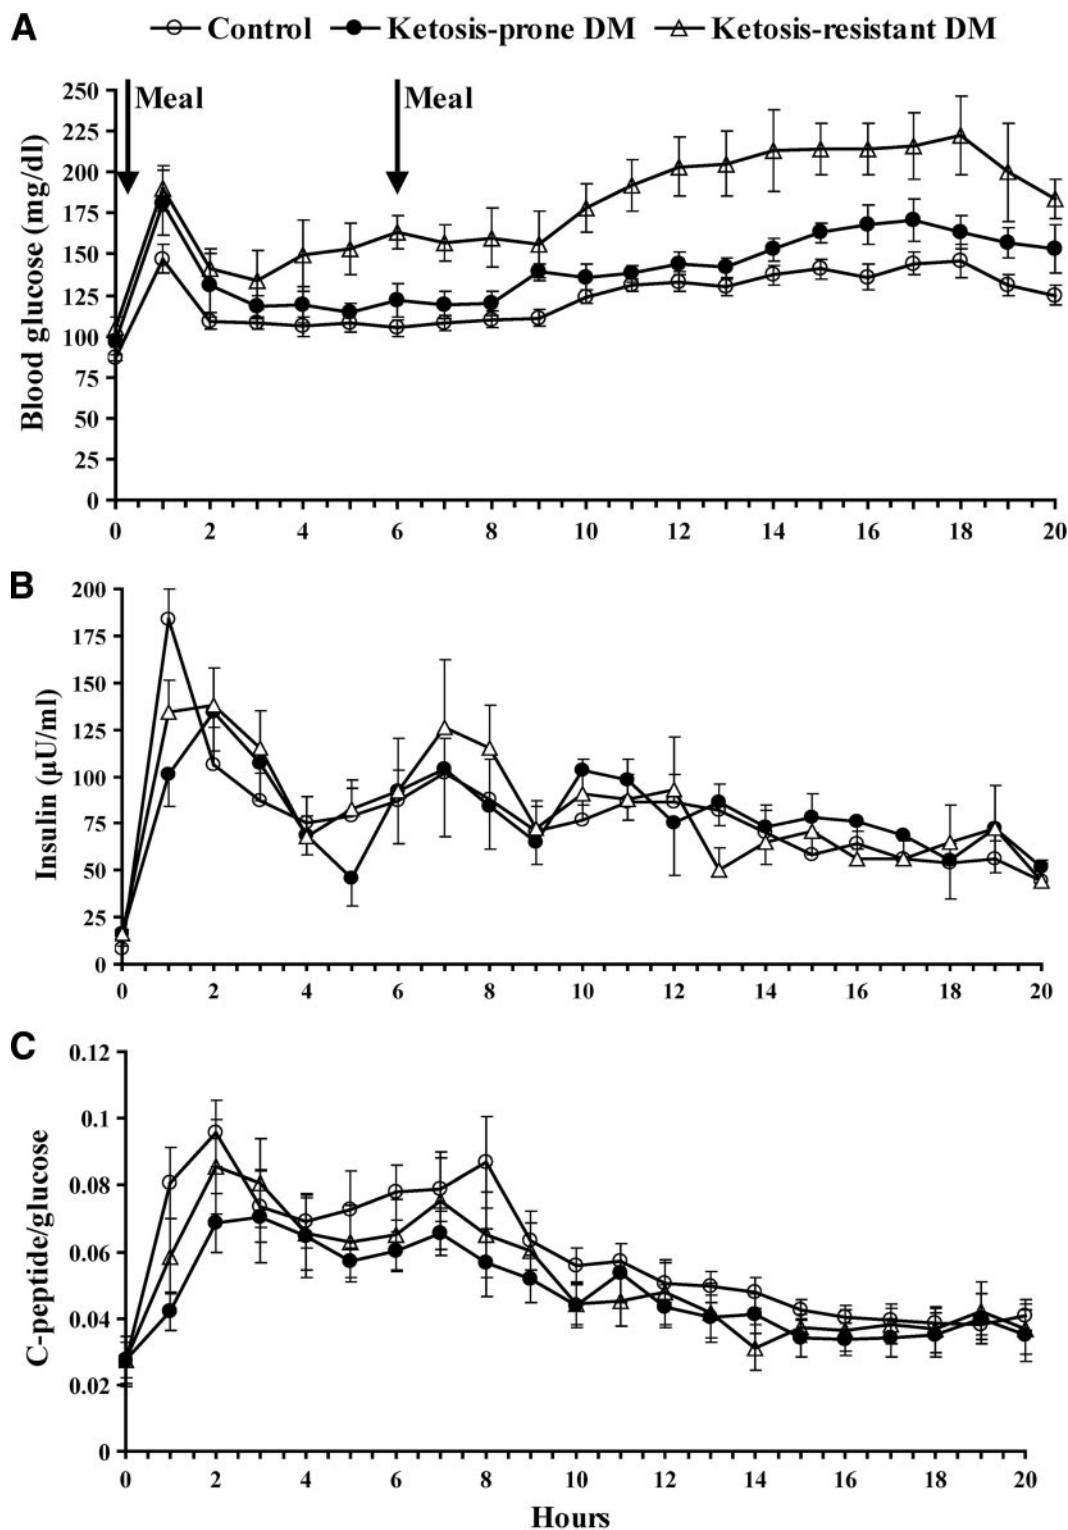 A
Control Ketosis-prone DM Ketosis-resistant DM
Meal Meal
Blood glucose (mg/dl)
250
225
200
175
150
125
100
75
50
25
0
0 2 4 6 8 10 12 14 16 18 20
B
Insulin (µU/ml)
200
175
150
125
100
75
50
25
0
0 2 4 6 8 10 12 14 16 18 20
C
C-peptide/glucose
0.12
0.1
0.08
0.06
0.04
0.02
0
0 2 4 6 8 10 12 14 16 18 20
Hours